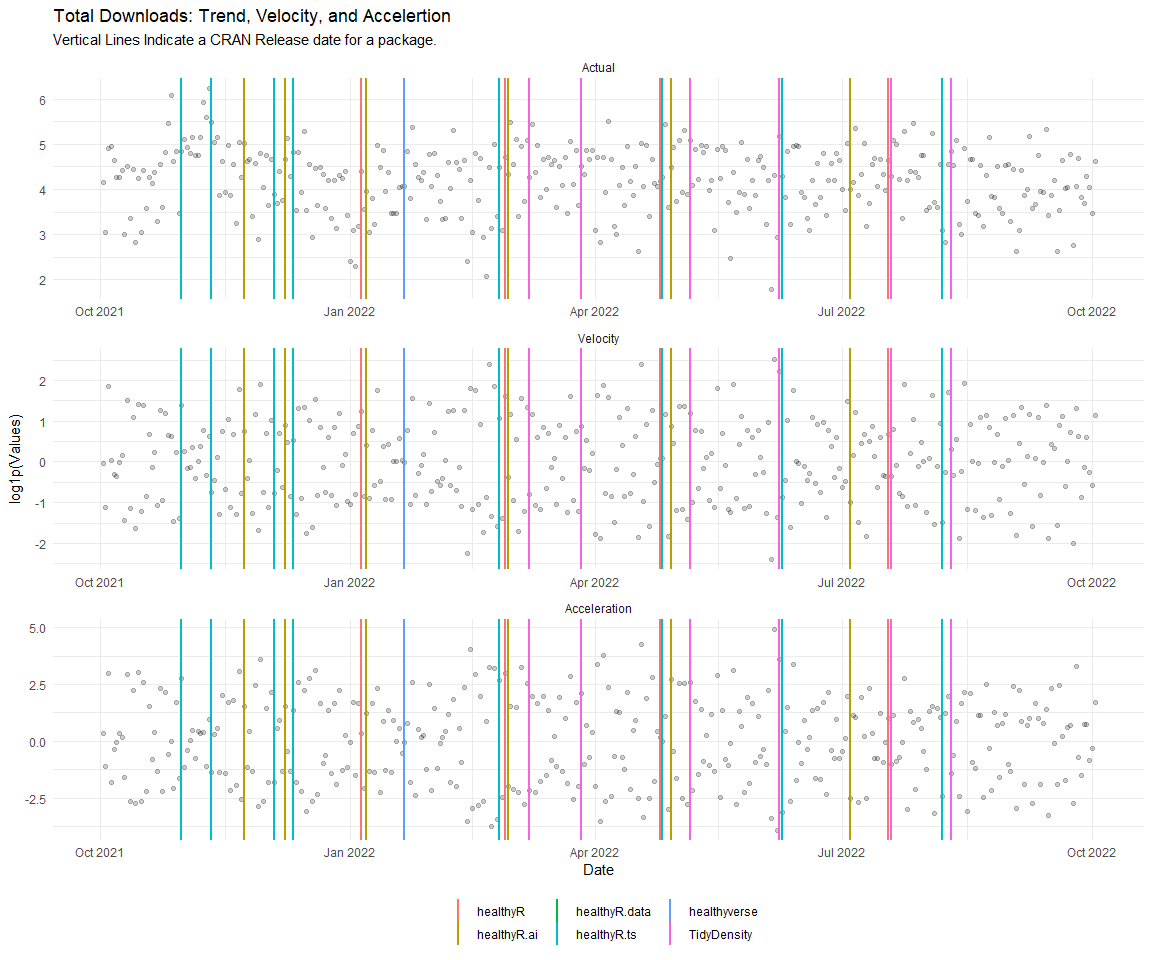 Total Downloads: Trend, Velocity, and Accelertion
Vertical Lines Indicate a CRAN Release date for a package.
Actual
6
5
4
3
2
Oct 2021 Jan 2022 Apr 2022 Jul 2022 Oct 2022
Velocity
log1p(Values)
2
1
0
-1
-2
Oct 2021 Jan 2022 Apr 2022 Jul 2022 Oct 2022
Acceleration
5.0
2.5
0.0
-2.5
Oct 2021 Jan 2022 Apr 2022 Jul 2022 Oct 2022
Date
healthyR healthyR.data healthyverse
healthyR.ai healthyR.ts TidyDensity